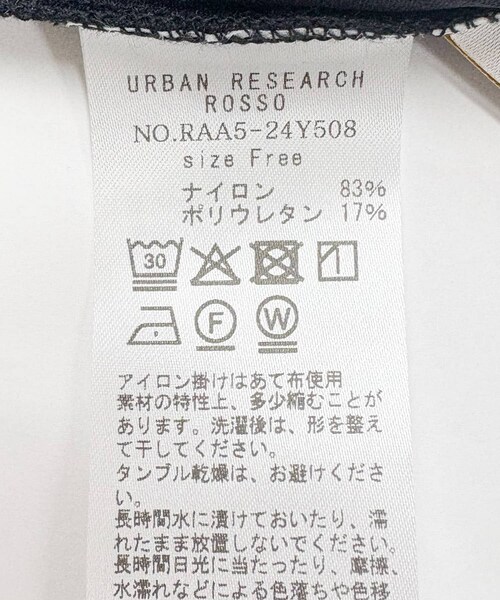 URBAN RESEARCH
ROSSO
NO.RAA5-24Y508
size Free
ナイロン 83%
ポリウレタン 17%
30
F W
アイロン掛けはあて布使用
素材の特性上、多少縮むことが
あります。洗濯後は、形を整え
て干してください。
タンブル乾燥は、お避けくださ
い。
長時間水に漬けておいたり、濡
れたまま放置しないでください。
長時間日光に当たったり、摩擦、
水濡れなどによる色落ちや色移